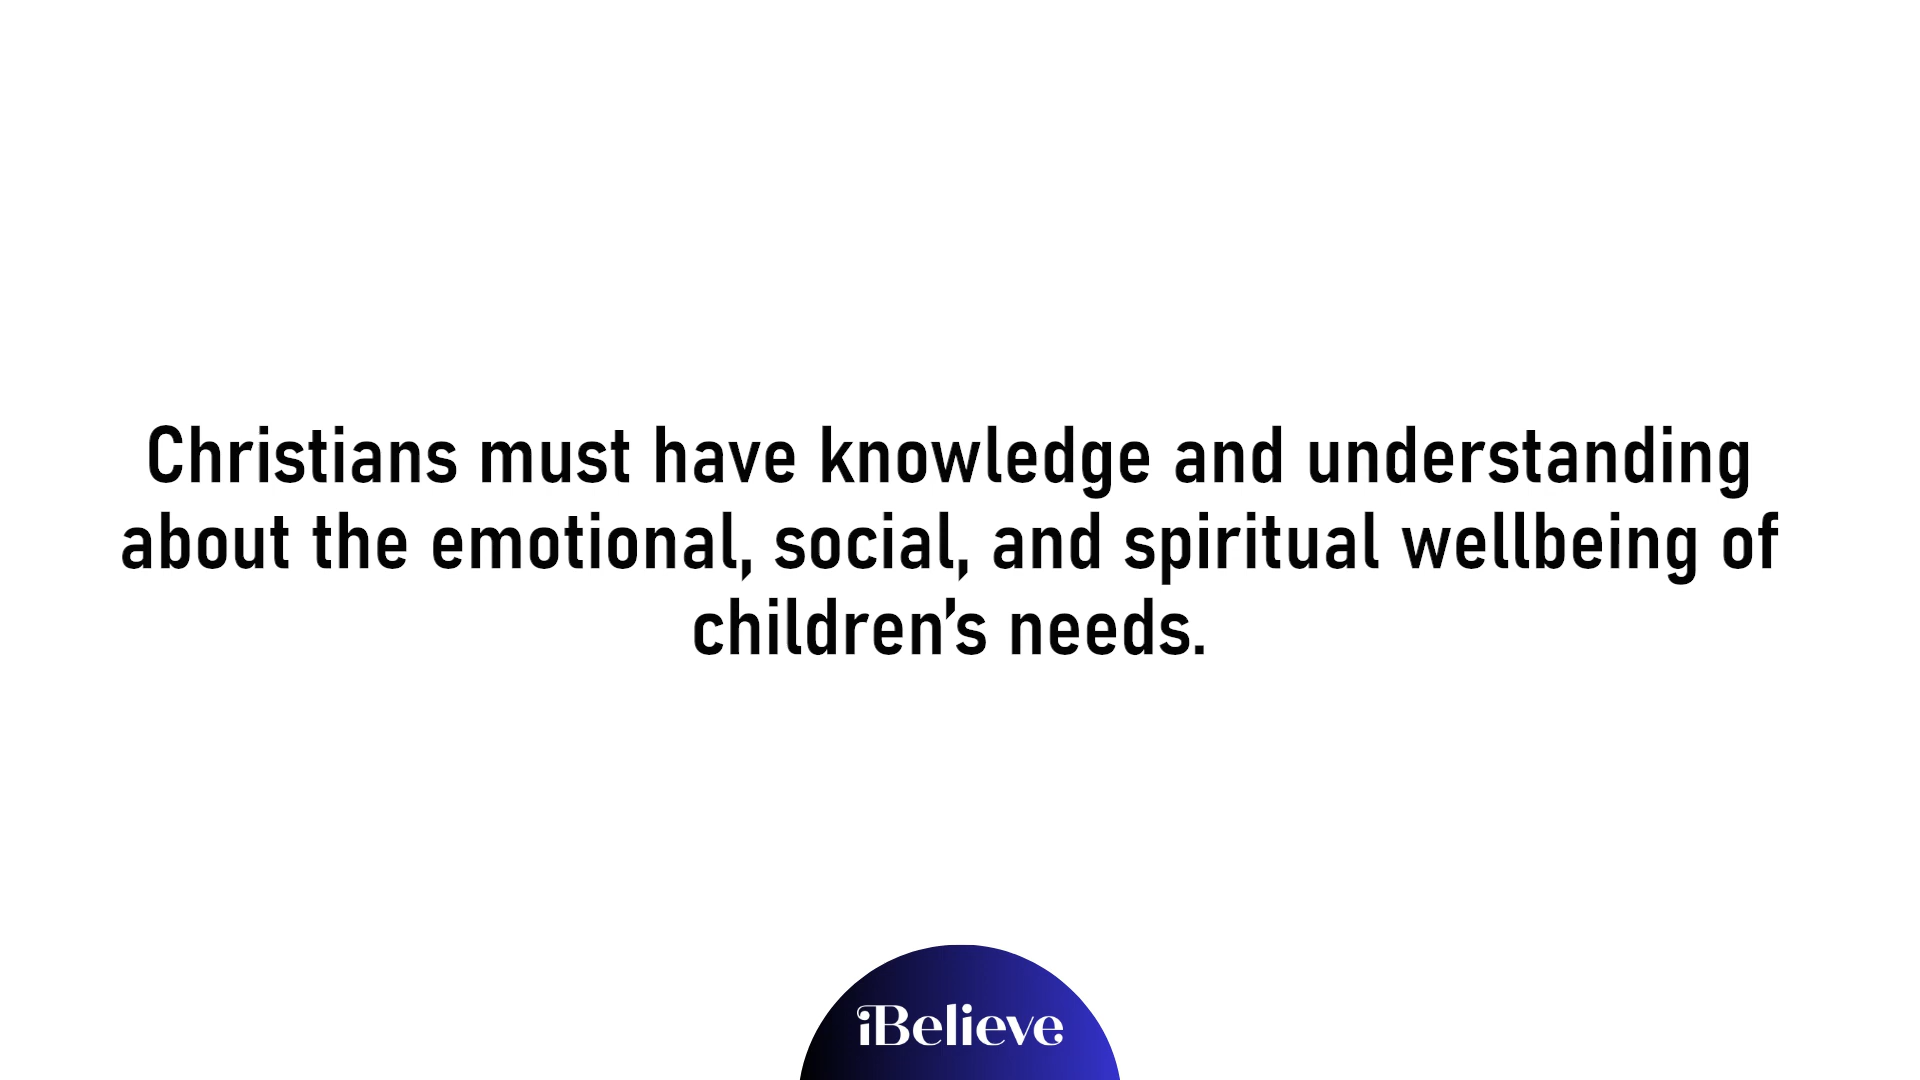 Christians must have knowledge and understanding
about the emotional, social, and spiritual wellbeing of
children’s needs.
iBelieve